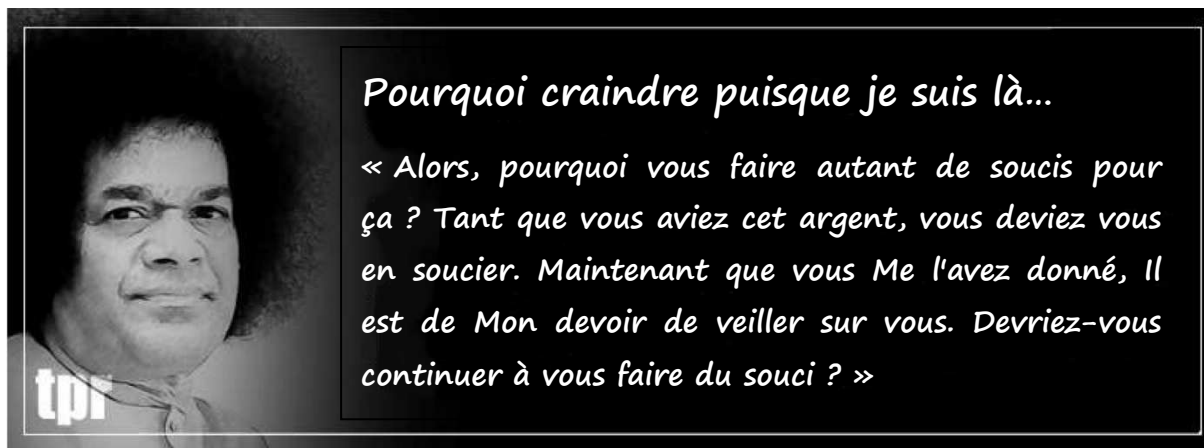 Pourquoi craindre puisque je suis là...
« Alors, pourquoi vous faire autant de soucis pour
ça ? Tant que vous aviez cet argent, vous deviez vous
en soucier. Maintenant que vous Me l'avez donné, Il
est de Mon devoir de veiller sur vous. Devriez-vous
continuer à vous faire du souci ? »
tpr